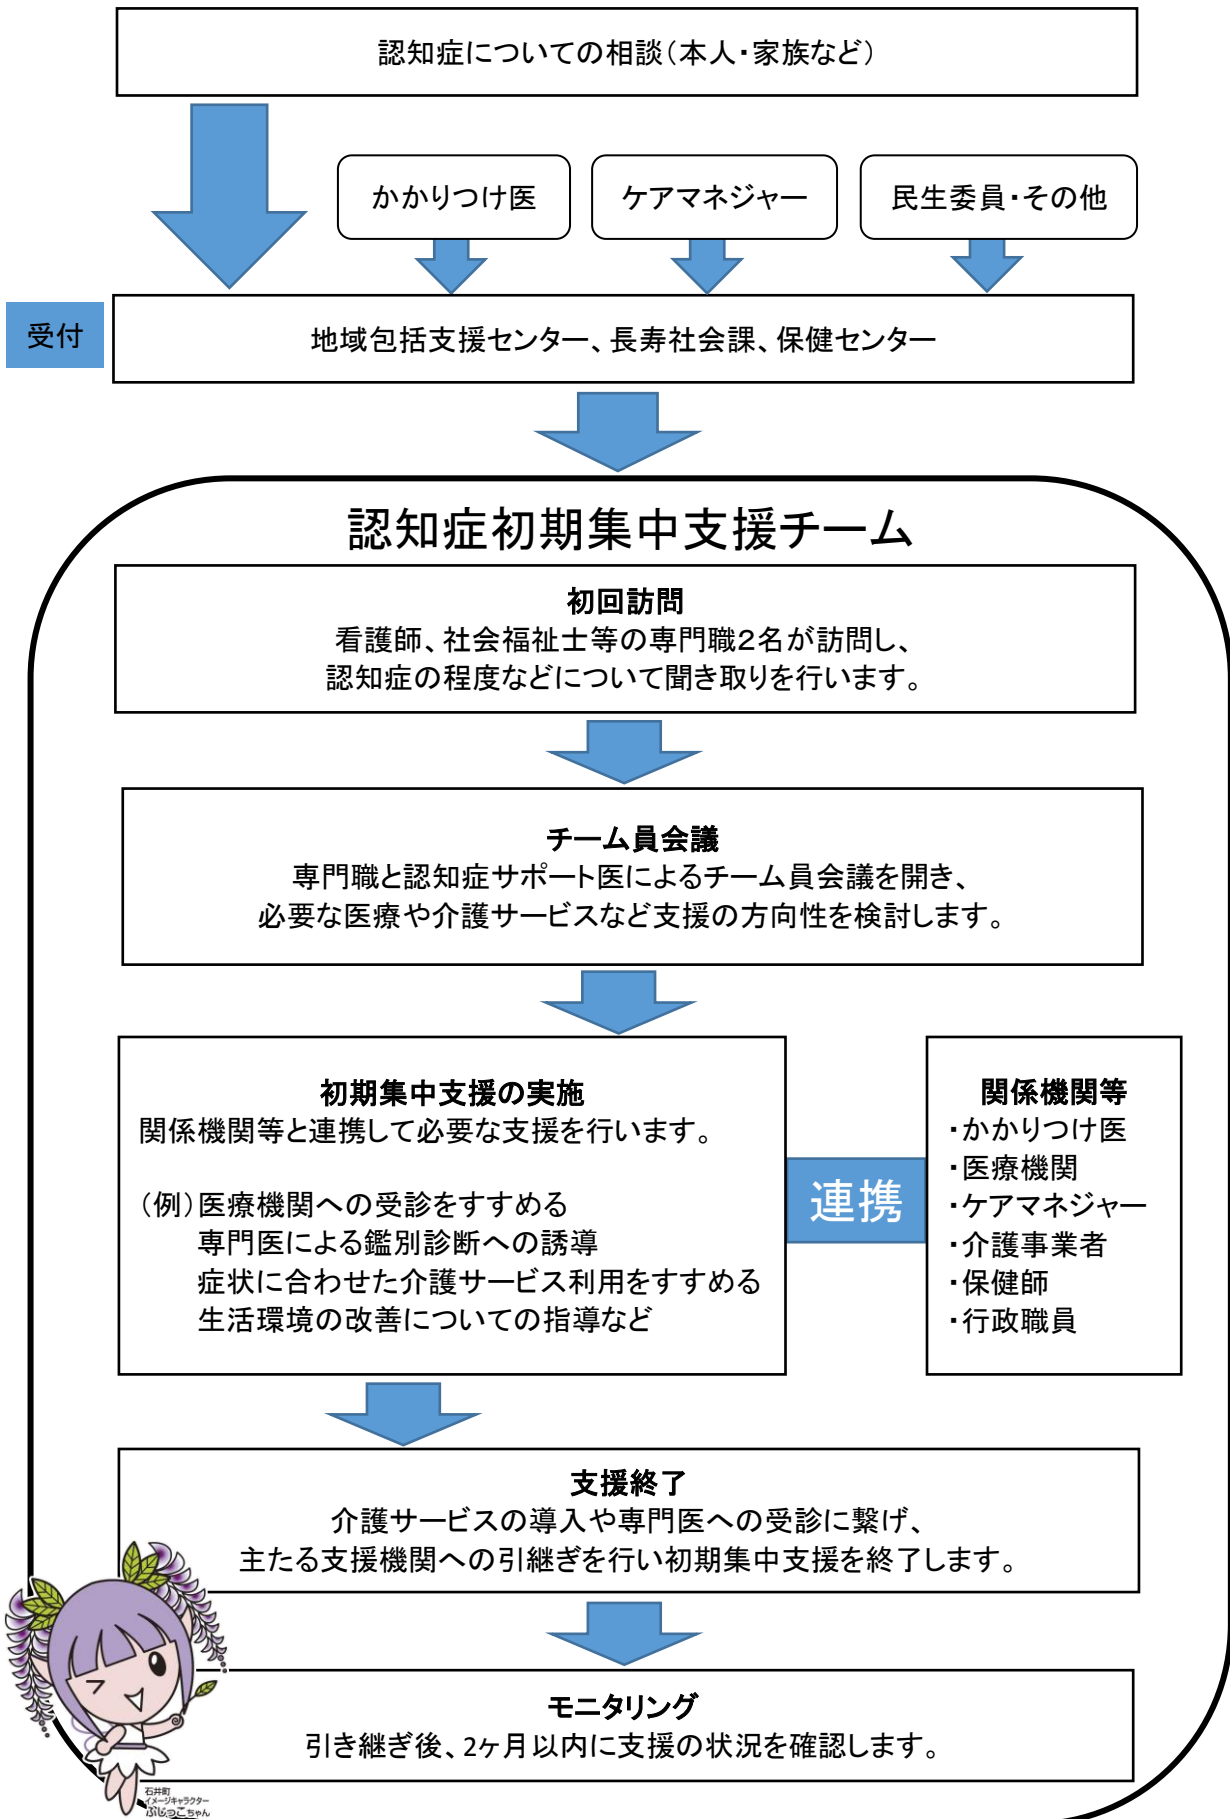 認知症についての相談（本人・家族など）
かかりつけ医
ケアマネジャー
民生委員・その他
受付
地域包括支援センター、長寿社会課、保健センター
認知症初期集中支援チーム
初回訪問
看護師、社会福祉士等の専門職２名が訪問し、
認知症の程度などについて聞き取りを行います。
チーム員会議
専門職と認知症サポート医によるチーム員会議を開き、
必要な医療や介護サービスなど支援の方向性を検討します。
初期集中支援の実施
関係機関等と連携して必要な支援を行います。
（例）医療機関への受診をすすめる
専門医による鑑別診断への誘導
症状に合わせた介護サービス利用をすすめる
生活環境の改善についての指導など
連携
関係機関等
・かかりつけ医
・医療機関
・ケアマネジャー
・介護事業者
・保健師
・行政職員
支援終了
介護サービスの導入や専門医への受診に繋げ、
主たる支援機関への引継ぎを行い初期集中支援を終了します。
モニタリング
引き継ぎ後、2ヶ月以内に支援の状況を確認します。
石井町
イメージキャラクター
ふじっこちゃん